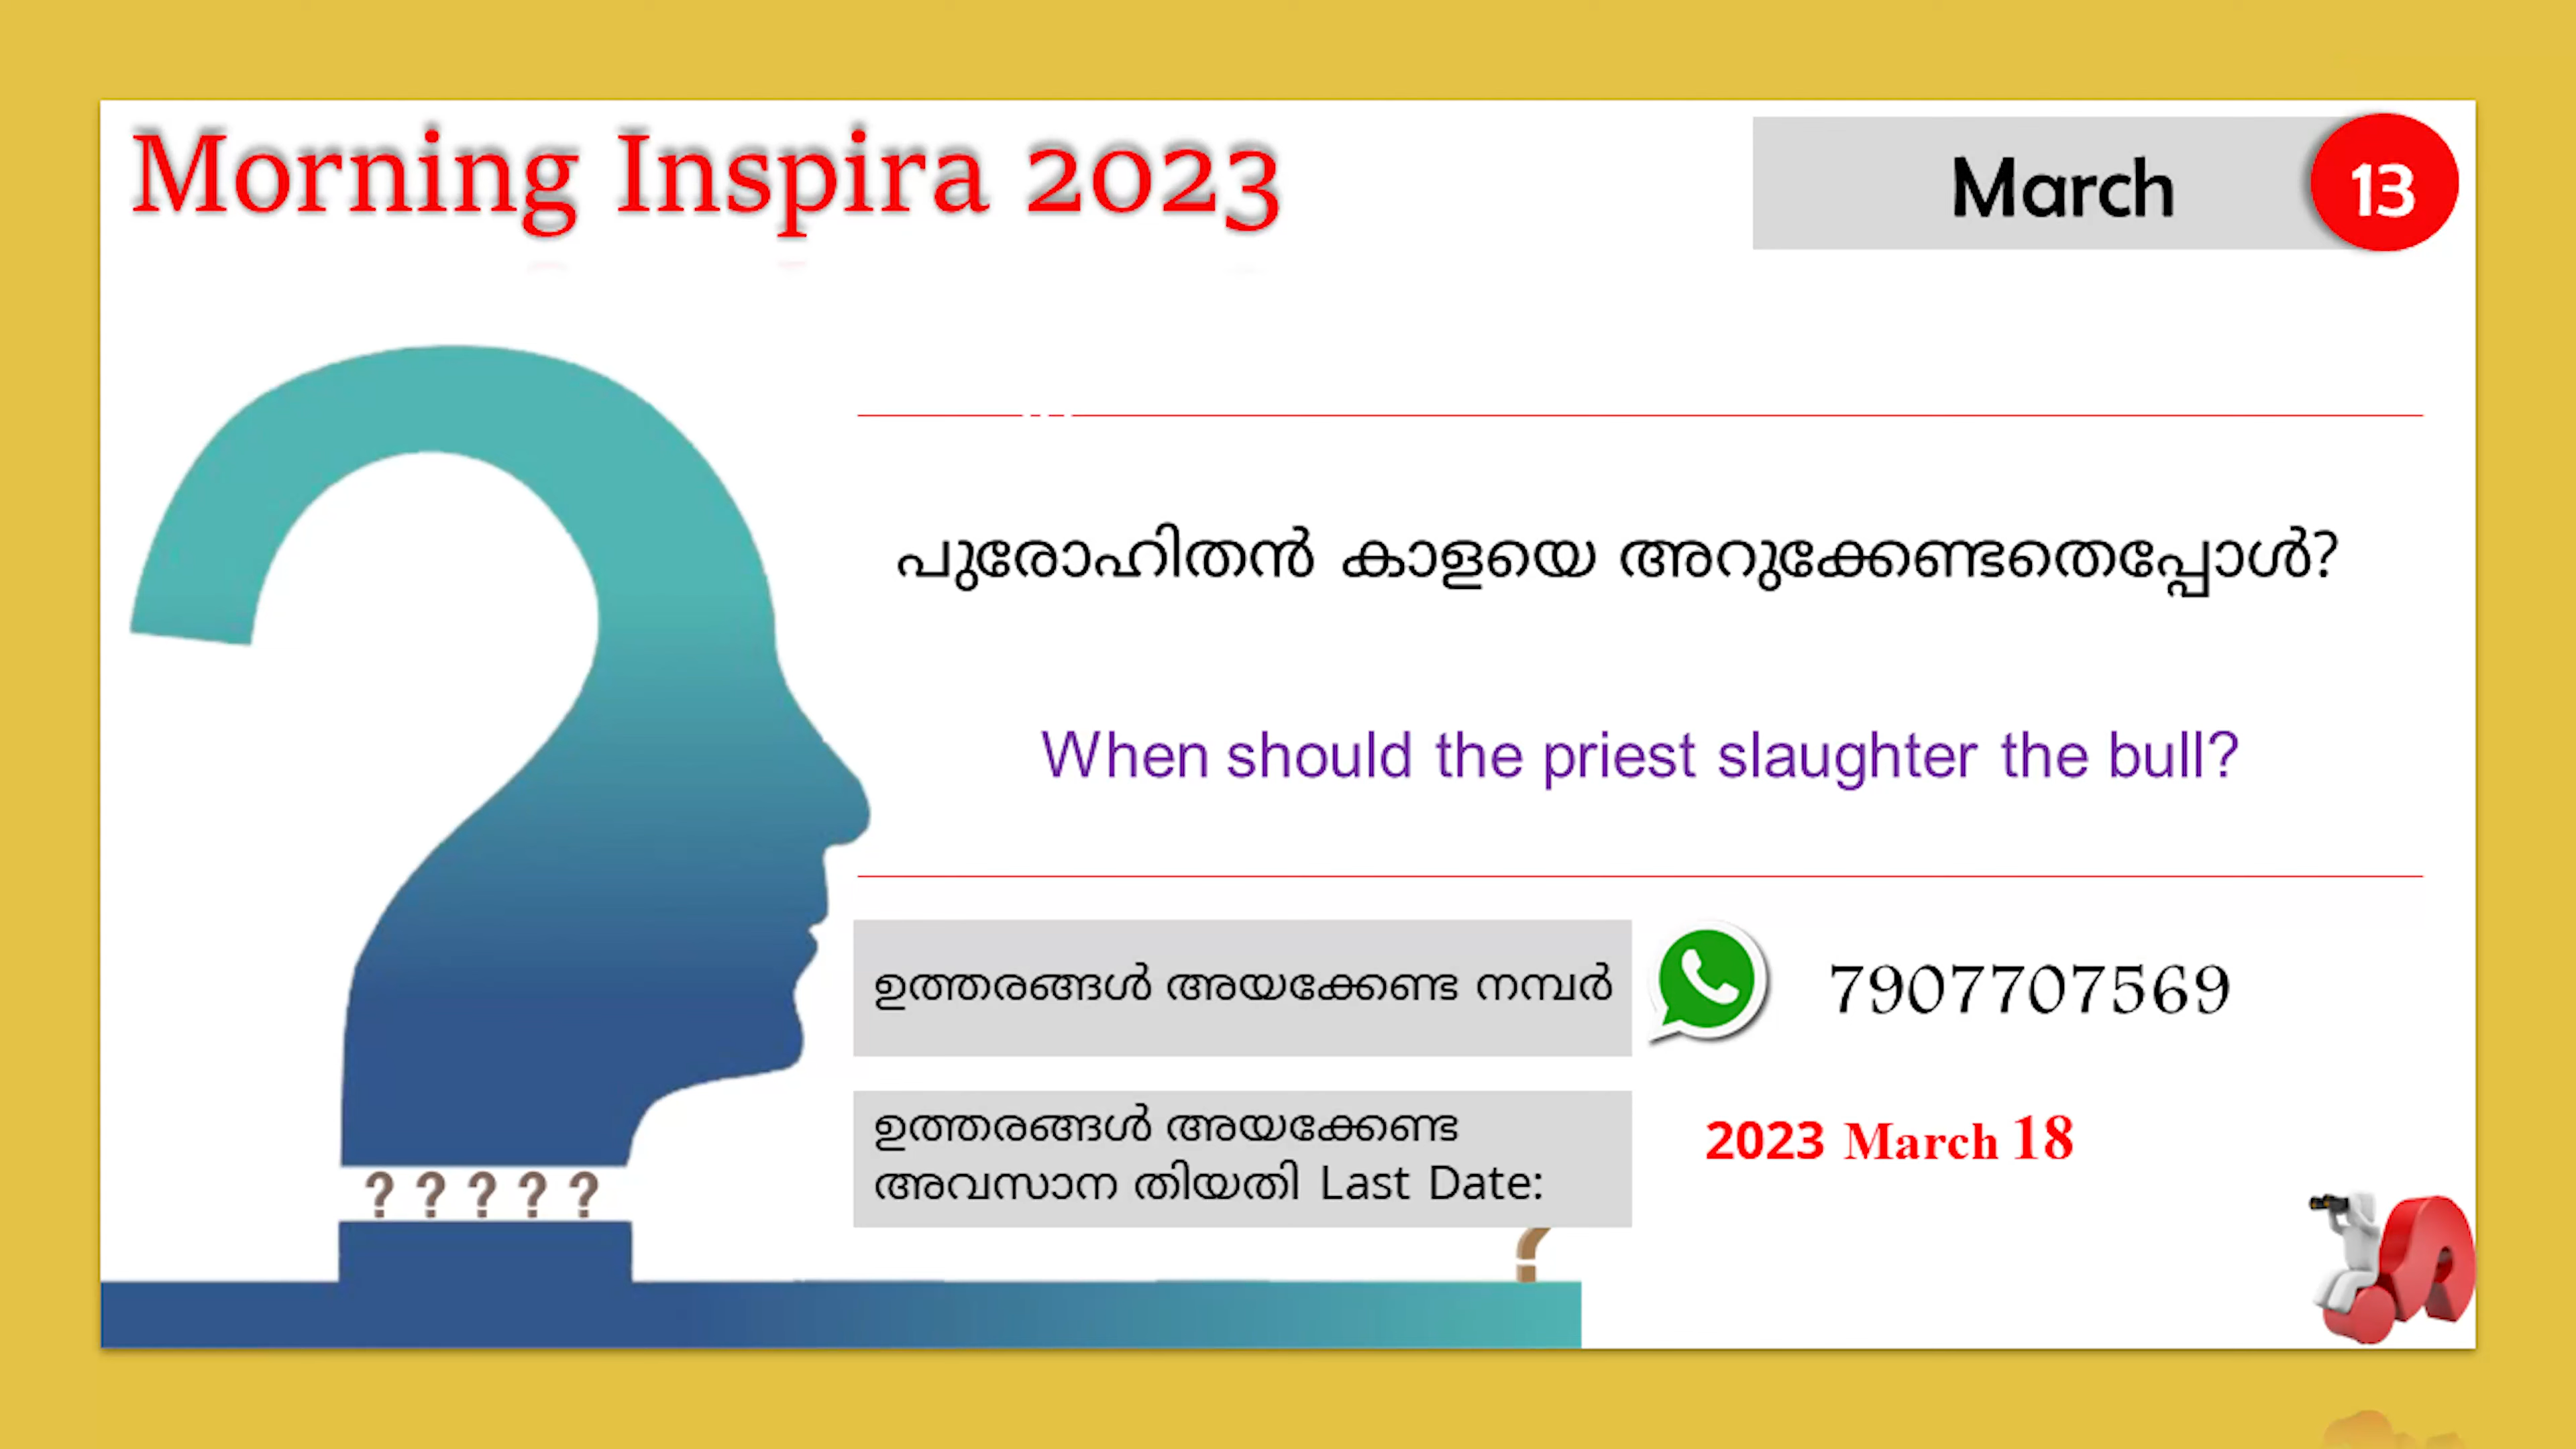 Morning Inspira 2023
March 13
പുരോഹിതൻ കാളയെ അറുക്കേണ്ടതെപ്പോൾ?
When should the priest slaughter the bull?
ഉത്തരങ്ങൾ അയക്കേണ്ട നമ്പർ 7907707569
ഉത്തരങ്ങൾ അയക്കേണ്ട
അവസാന തിയതി Last Date: 2023 March 18
? ? ? ? ?
?